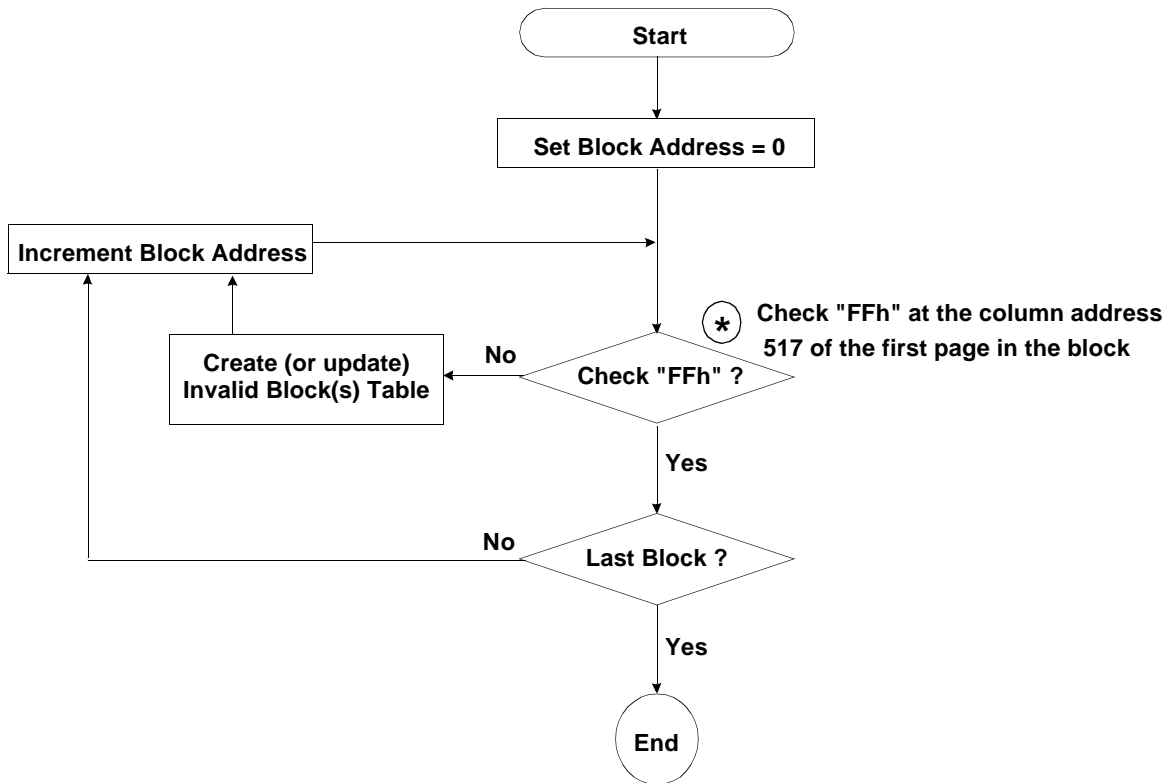 Start
Set Block Address = 0
Increment Block Address
* Check "FFh" at the column address
517 of the first page in the block
No
Create (or update)
Invalid Block(s) Table
Check "FFh" ?
Yes
No
Last Block ?
Yes
End